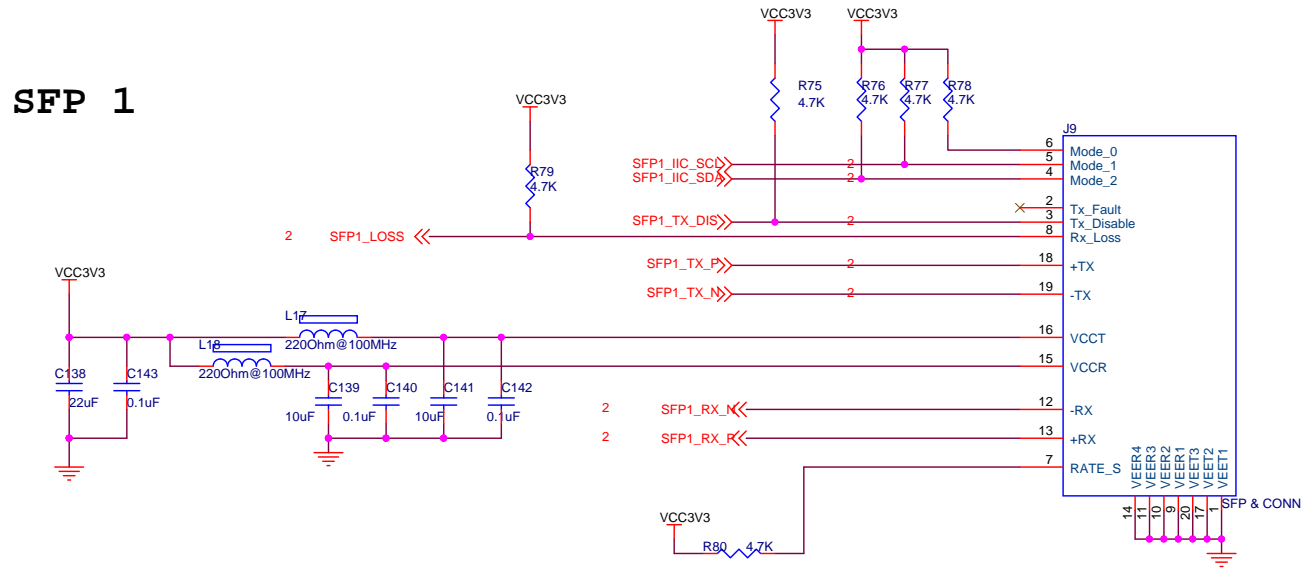 VCC3V3 VCC3V3
SFP 1
VCC3V3
R75 R76 R77 R78
4.7K 4.7K 4.7K 4.7K
J9
6 Mode_0
SFP1_IIC_SCL 2 5 Mode_1
SFP1_IIC_SDA 2 4 Mode_2
R79
4.7K
2 Tx_Fault
SFP1_TX_DIS 2 3 Tx_Disable
2 SFP1_LOSS 8 Rx_Loss
SFP1_TX_P 2 18 +TX
VCC3V3
SFP1_TX_N 2 19 -TX
L17
220Ohm@100MHz
16 VCCT
L18
220Ohm@100MHz
15 VCCR
C138 C143 C139 C140 C141 C142
22uF 0.1uF 10uF 0.1uF 10uF 0.1uF
2 SFP1_RX_N 12 -RX
2 SFP1_RX_P 13 +RX
7 RATE_S
VEER4 VEER3 VEER2 VEER1 VEET3 VEET2 VEET1
14 11 10 9 20 17 1
SFP & CONN
VCC3V3
R80 4.7K